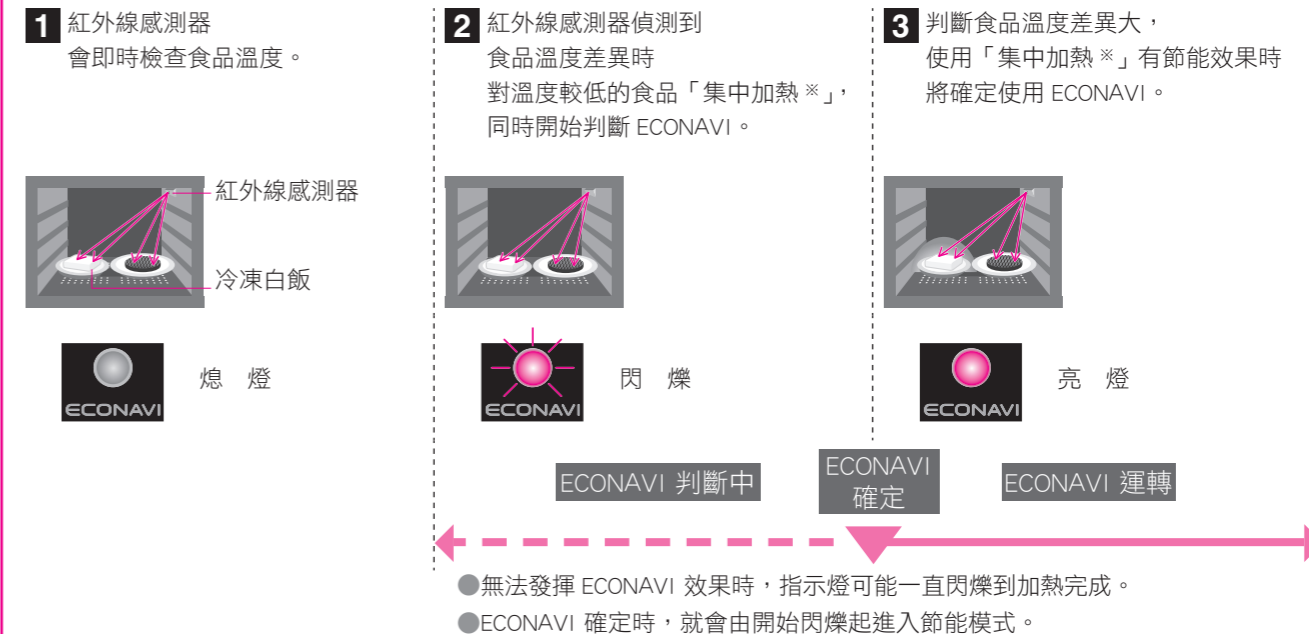 1 紅外線感測器
會即時檢查食品溫度。
2 紅外線感測器偵測到
食品溫度差異時
對溫度較低的食品「集中加熱※」,
同時開始判斷 ECONAVI。
3 判斷食品溫度差異大,
使用「集中加熱※」有節能效果時
將確定使用 ECONAVI。
紅外線感測器
冷凍白飯
ECONAVI
熄 燈
ECONAVI
閃 爍
ECONAVI
亮 燈
ECONAVI 判斷中
ECONAVI
確定
ECONAVI 運轉
●無法發揮 ECONAVI 效果時,指示燈可能一直閃爍到加熱完成。
●ECONAVI 確定時,就會由開始閃爍起進入節能模式。